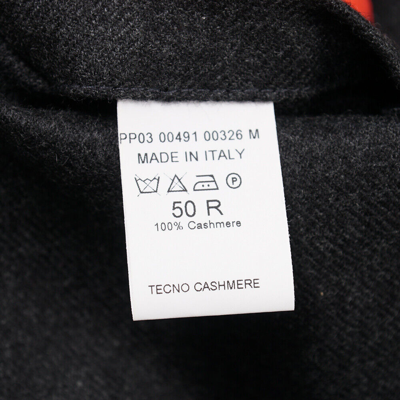 PP03 00491 00326 M
MADE IN ITALY
P
50 R
100% Cashmere
TECNO CASHMERE